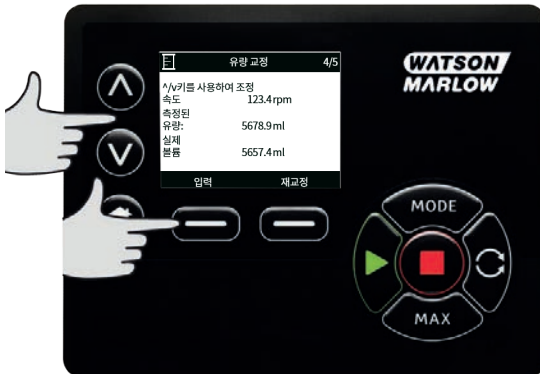 유량 교정 4/5
^/v키를 사용하여 조정
속도 123.4 rpm
측정된
유량: 5678.9 ml
실제
볼륨 5657.4 ml
입력 재교정
WATSON
MARLOW
MODE
MAX